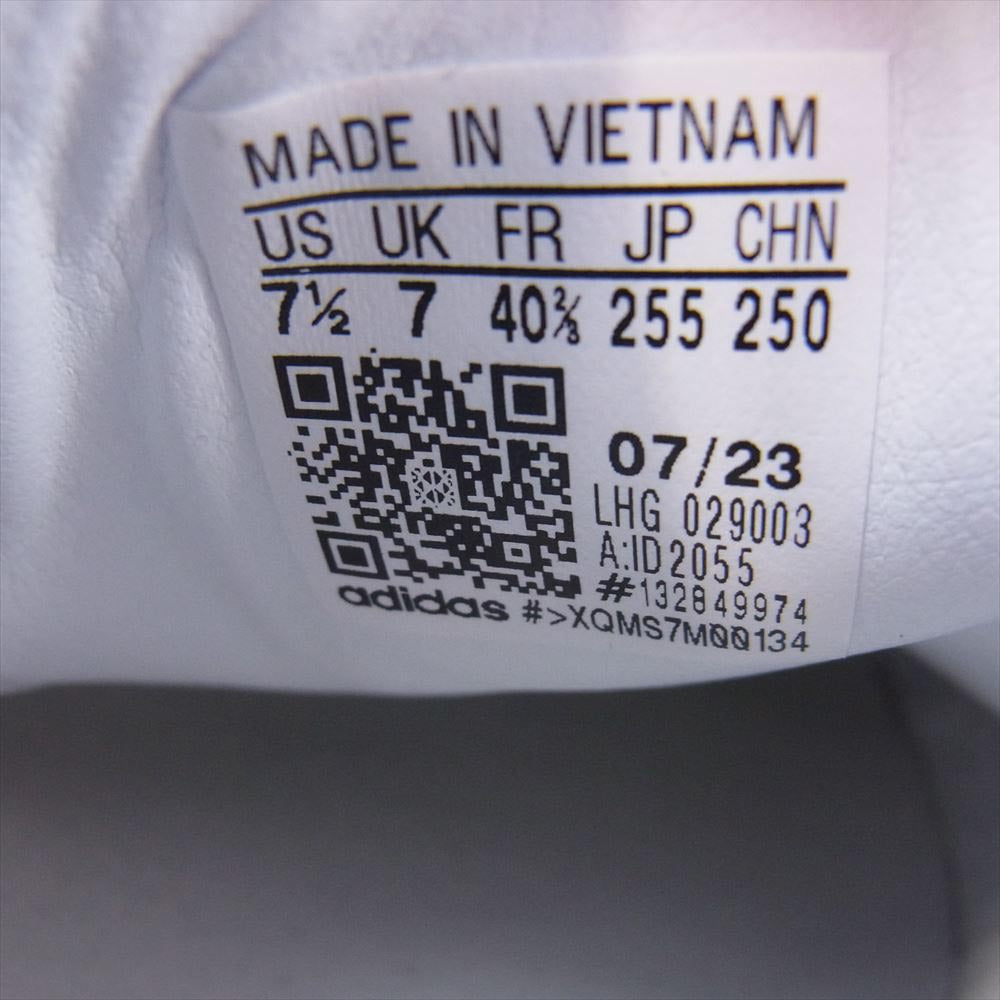 MADE IN VIETNAM
US UK FR JP CHN
7½ 7 40⅔ 255 250
07/23
LHG 029003
A:ID2055
#132849974
adidas #>XQMS7M00134